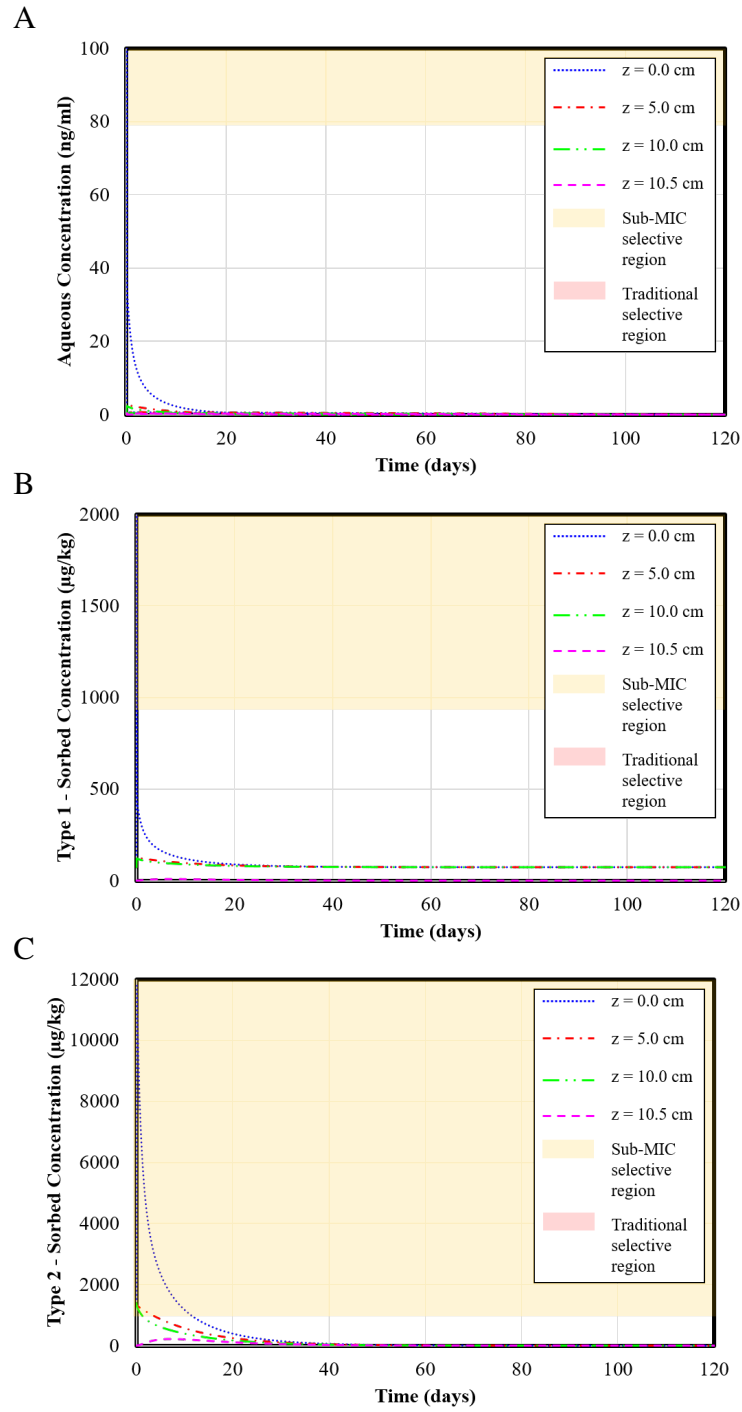 A
Aqueous Concentration (ng/ml)
100
80
60
40
20
0
z = 0.0 cm
z = 5.0 cm
z = 10.0 cm
z = 10.5 cm
Sub-MIC
selective
region
Traditional
selective
region
0
20
40
60
80
100
120
Time (days)
B
Type 1 - Sorbed Concentration (µg/kg)
2000
1500
1000
500
0
z = 0.0 cm
z = 5.0 cm
z = 10.0 cm
z = 10.5 cm
Sub-MIC
selective
region
Traditional
selective
region
0
20
40
60
80
100
120
Time (days)
C
Type 2 - Sorbed Concentration (µg/kg)
12000
10000
8000
6000
4000
2000
0
z = 0.0 cm
z = 5.0 cm
z = 10.0 cm
z = 10.5 cm
Sub-MIC
selective
region
Traditional
selective
region
0
20
40
60
80
100
120
Time (days)